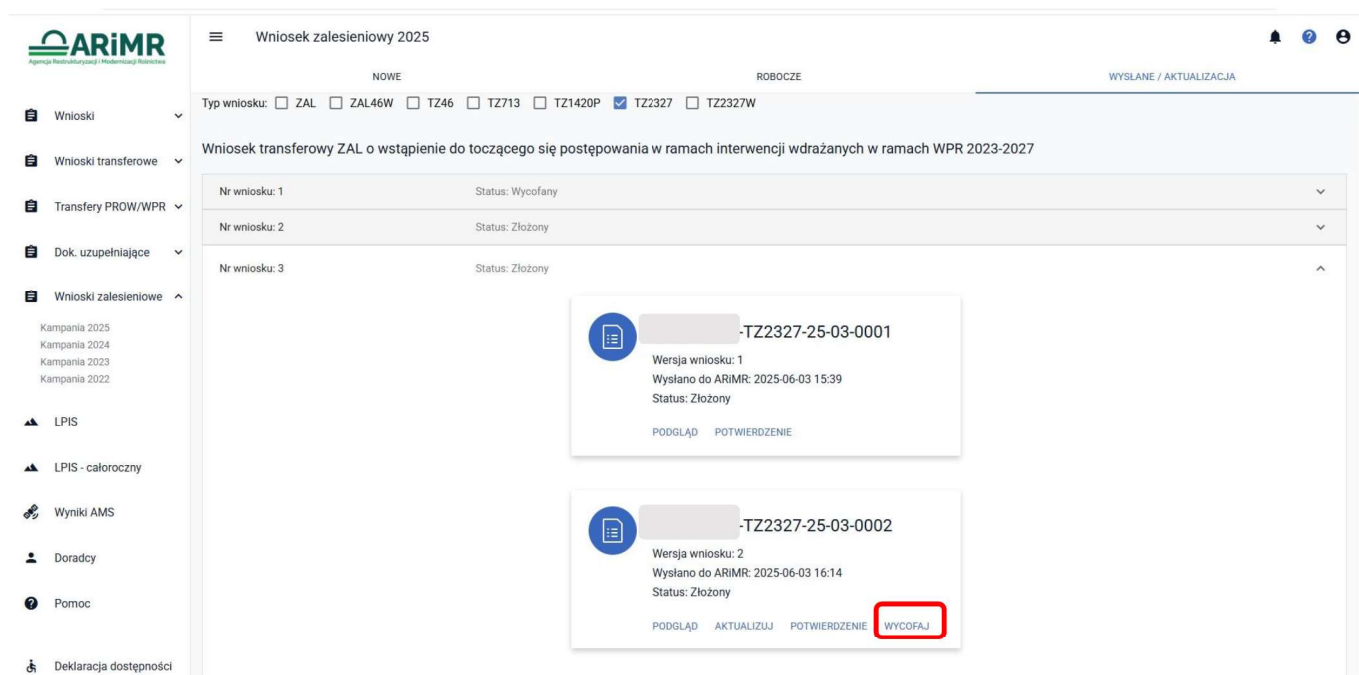 ARiMR
Agencja Restrukturyzacji i Modernizacji Rolnictwa
Wniosek zalesieniowy 2025
NOWE
ROBOCZE
WYSŁANE / AKTUALIZACJA
Typ wniosku: ZAL ZAL46W TZ46 TZ713 TZ1420P TZ2327 TZ2327W
Wniosek transferowy ZAL o wstąpienie do toczącego się postępowania w ramach interwencji wdrażanych w ramach WPR 2023-2027
Nr wniosku: 1 Status: Wycofany
Nr wniosku: 2 Status: Złożony
Nr wniosku: 3 Status: Złożony
-TZ2327-25-03-0001
Wersja wniosku: 1
Wysłano do ARiMR: 2025-06-03 15:39
Status: Złożony
PODGLĄD POTWIERDZENIE
-TZ2327-25-03-0002
Wersja wniosku: 2
Wysłano do ARiMR: 2025-06-03 16:14
Status: Złożony
PODGLĄD AKTUALIZUJ POTWIERDZENIE WYCOFAJ
Wnioski
Wnioski transferowe
Transfery PROW/WPR
Dok. uzupełniające
Wnioski zalesieniowe
Kampania 2025
Kampania 2024
Kampania 2023
Kampania 2022
LPIS
LPIS - całoroczny
Wyniki AMS
Doradcy
Pomoc
Deklaracja dostępności